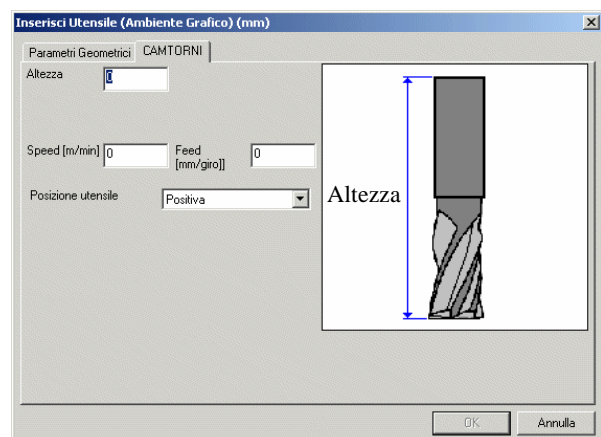 Inserisci Utensile (Ambiente Grafico) (mm)
Parametri Geometrici CAMTORNI
Altezza 0
Speed [m/min] 0 Feed [mm/giro]] 0
Posizione utensile Positiva
Altezza
OK Annulla